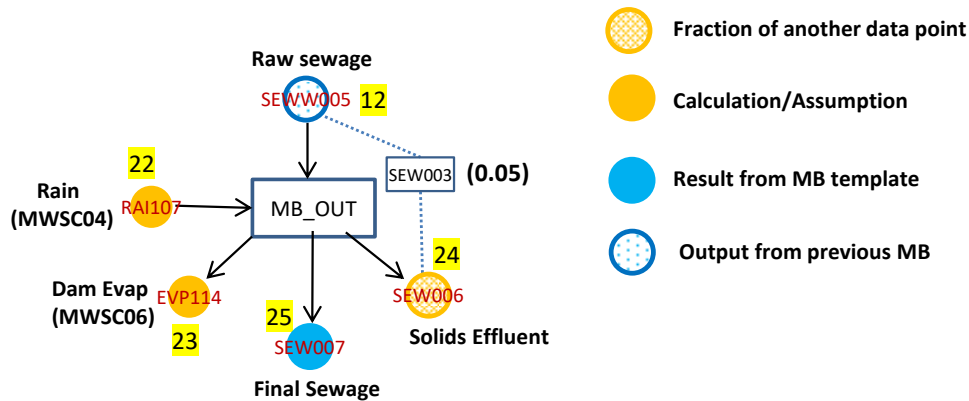 Raw sewage
SEWW005
12
22
Rain
(MWSC04)
RAI107
SEW003
(0.05)
MB_OUT
Dam Evap
(MWSC06)
EVP114
23
25
SEW007
Final Sewage
24
SEW006
Solids Effluent
Fraction of another data point
Calculation/Assumption
Result from MB template
Output from previous MB